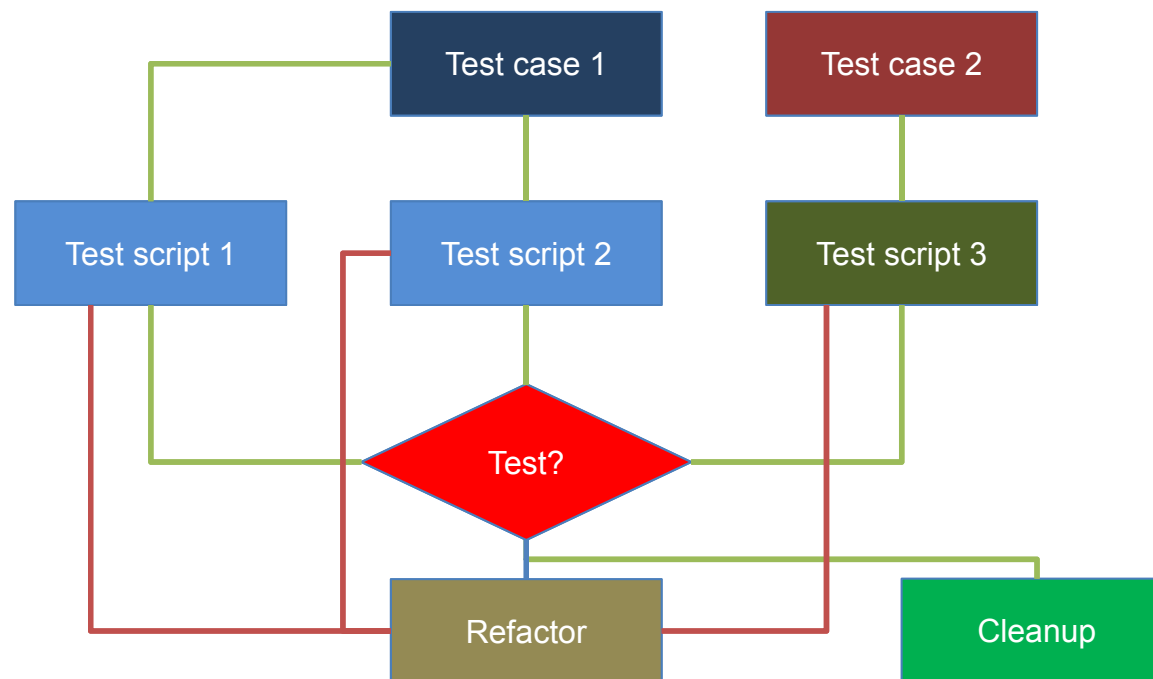 Test case 1
Test case 2
Test script 1
Test script 2
Test script 3
Test?
Refactor
Cleanup